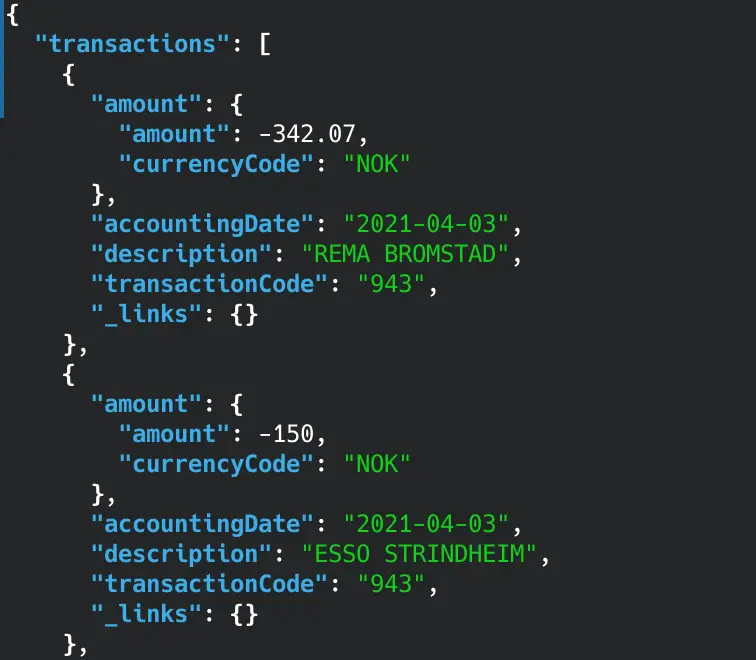 {
  "transactions": [
    {
      "amount": {
        "amount": -342.07,
        "currencyCode": "NOK"
      },
      "accountingDate": "2021-04-03",
      "description": "REMA BROMSTAD",
      "transactionCode": "943",
      "_links": {}
    },
    {
      "amount": {
        "amount": -150,
        "currencyCode": "NOK"
      },
      "accountingDate": "2021-04-03",
      "description": "ESSO STRINDHEIM",
      "transactionCode": "943",
      "_links": {}
    },